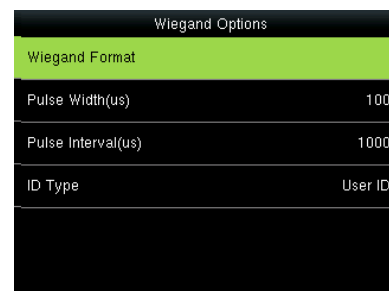 Wiegand Options
Wiegand Format
Pulse Width(us) 100
Pulse Interval(us) 1000
ID Type User ID